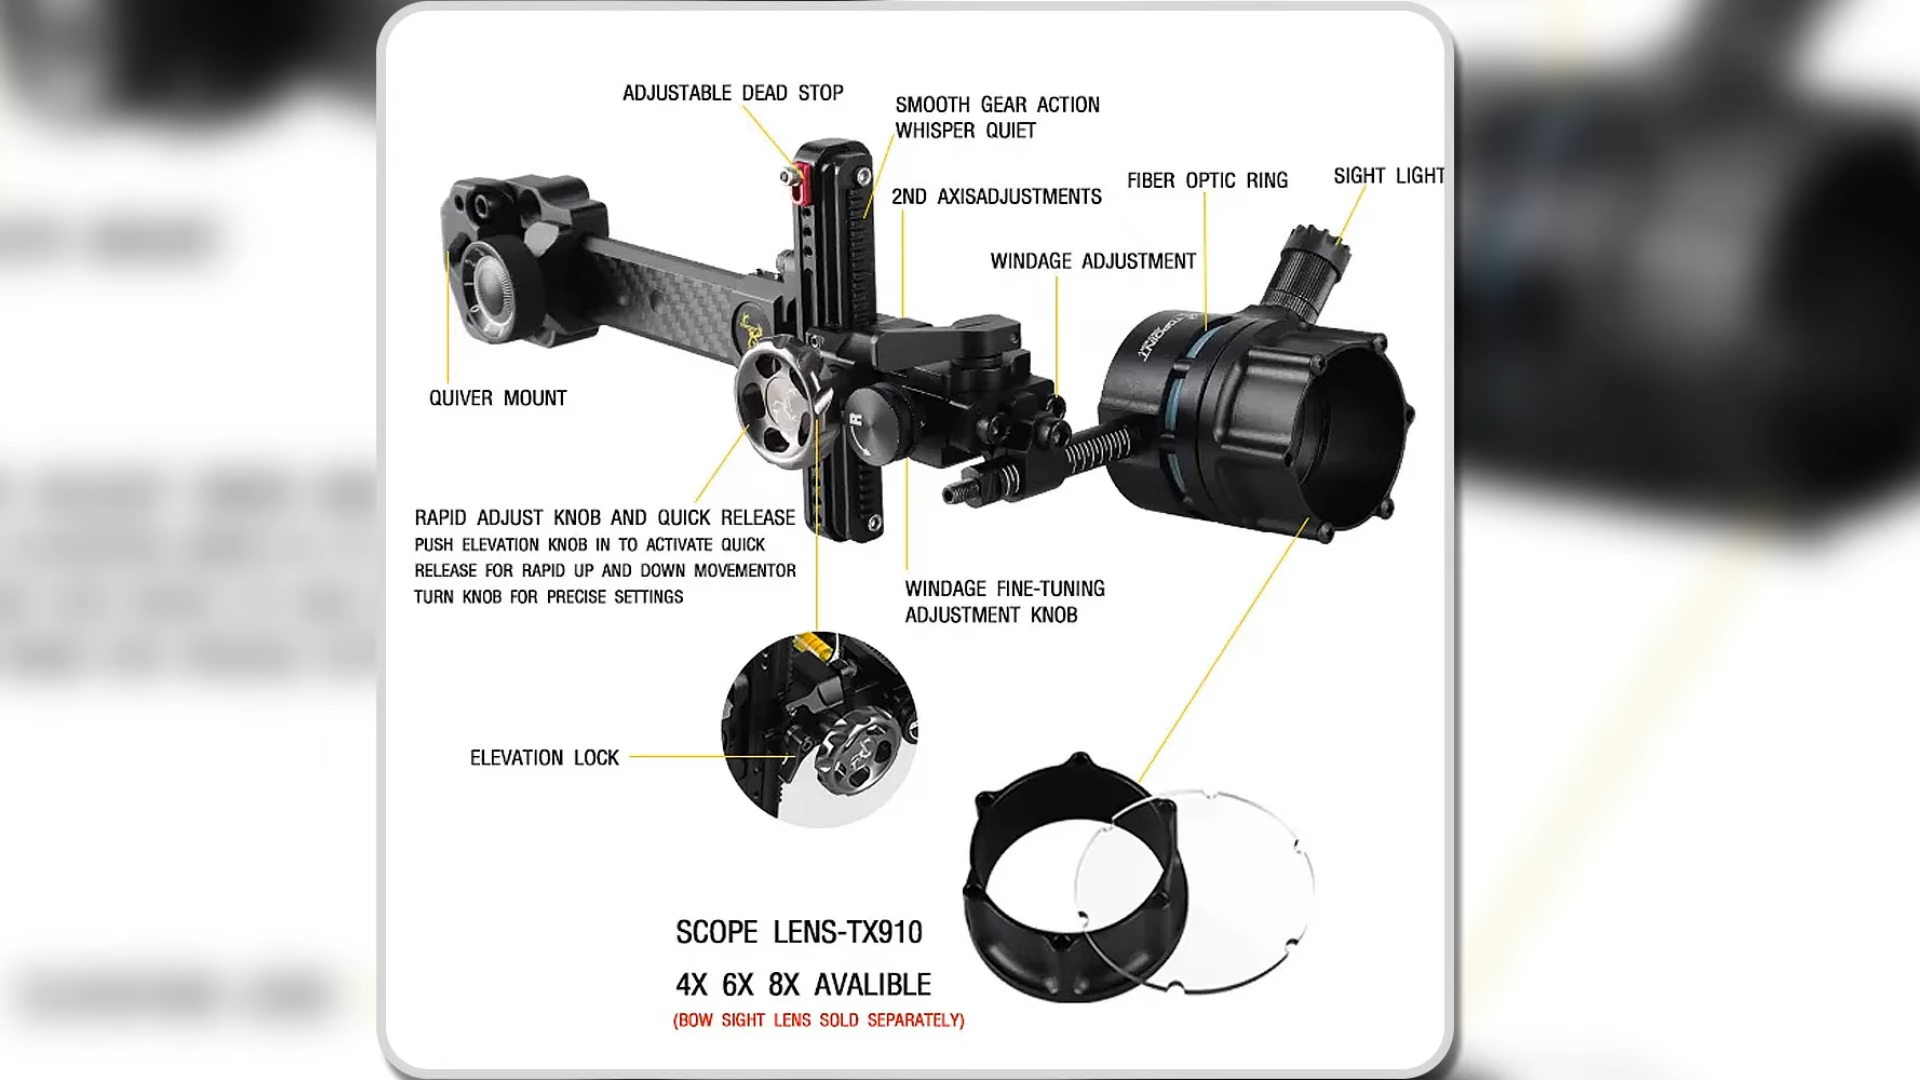 ADJUSTABLE DEAD STOP
SMOOTH GEAR ACTION
WHISPER QUIET
2ND AXISADJUSTMENTS
FIBER OPTIC RING
SIGHT LIGHT
WINDAGE ADJUSTMENT
QUIVER MOUNT
RAPID ADJUST KNOB AND QUICK RELEASE
PUSH ELEVATION KNOB IN TO ACTIVATE QUICK
RELEASE FOR RAPID UP AND DOWN MOVEMENTOR
TURN KNOB FOR PRECISE SETTINGS
WINDAGE FINE-TUNING
ADJUSTMENT KNOB
ELEVATION LOCK
SCOPE LENS-TX910
4X 6X 8X AVALIBLE
(BOW SIGHT LENS SOLD SEPARATELY)